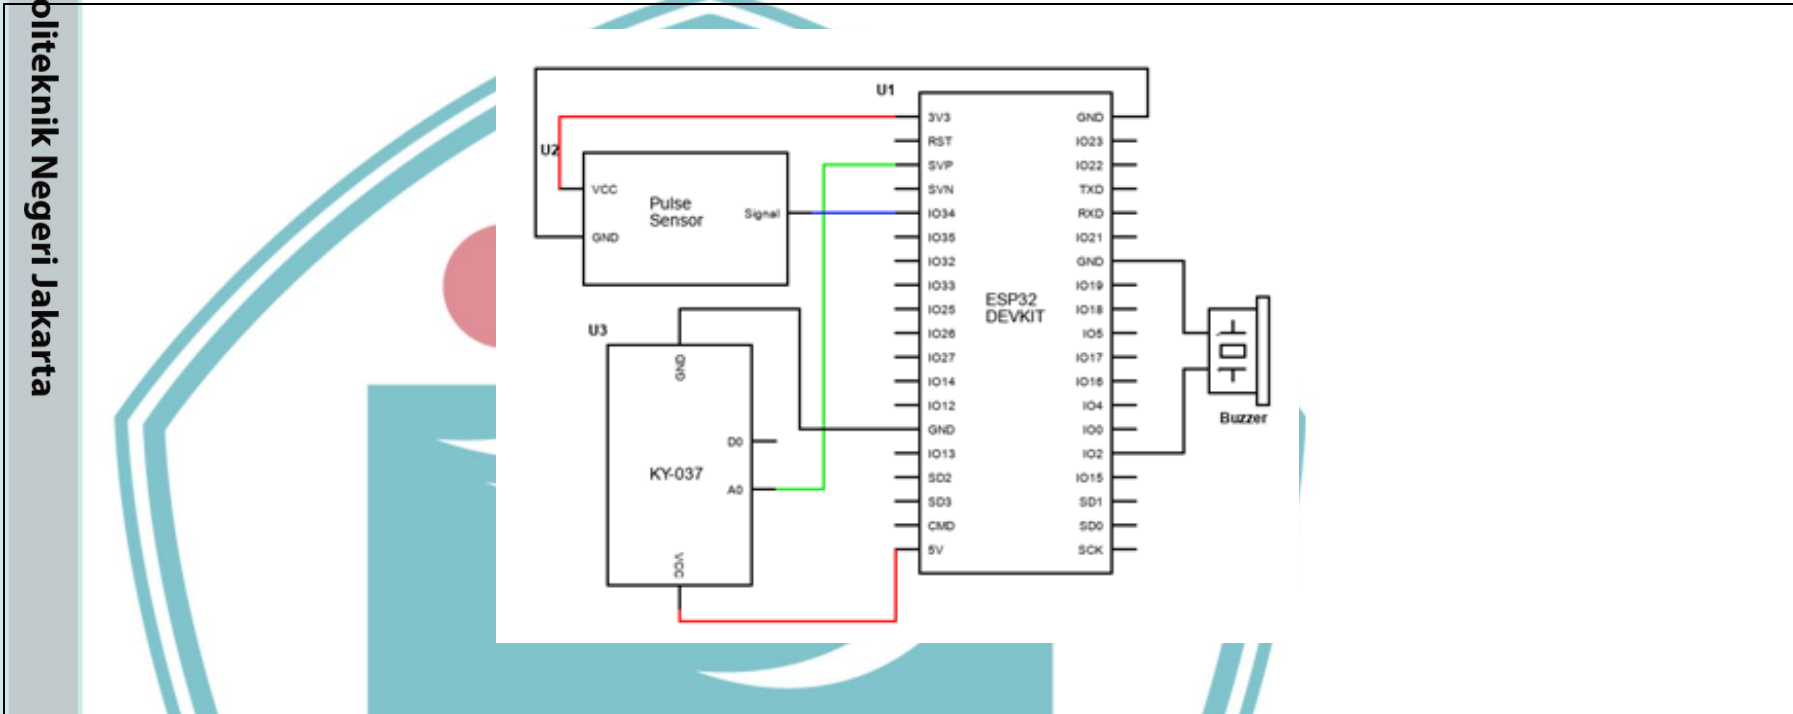 oliteknik Negeri Jakarta
U1
U2
VCC
GND
Pulse
Sensor
Signal
U3
GND
D0
A0
KY-037
VCC
3V3
RST
SVP
SVN
IO34
IO35
IO32
IO33
IO25
IO26
IO27
IO14
IO12
GND
IO13
SD2
SD3
CMD
5V
ESP32
DEVKIT
GND
IO23
IO22
TXD
RXD
IO21
GND
IO19
IO18
IO5
IO17
IO16
IO4
IO0
IO2
IO15
SD1
SD0
SCK
Buzzer